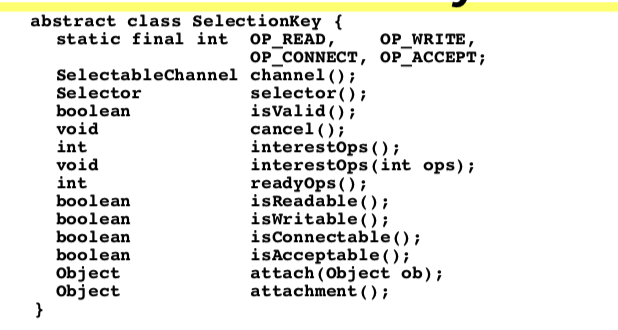 abstract class SelectionKey {
static final int OP_READ, OP_WRITE,
OP_CONNECT, OP_ACCEPT;
SelectableChannel channel();
Selector selector();
boolean isValid();
void cancel();
int interestOps();
void interestOps(int ops);
int readyOps();
boolean isReadable();
boolean isWritable();
boolean isConnectable();
boolean isAcceptable();
Object attach(Object ob);
Object attachment();
}